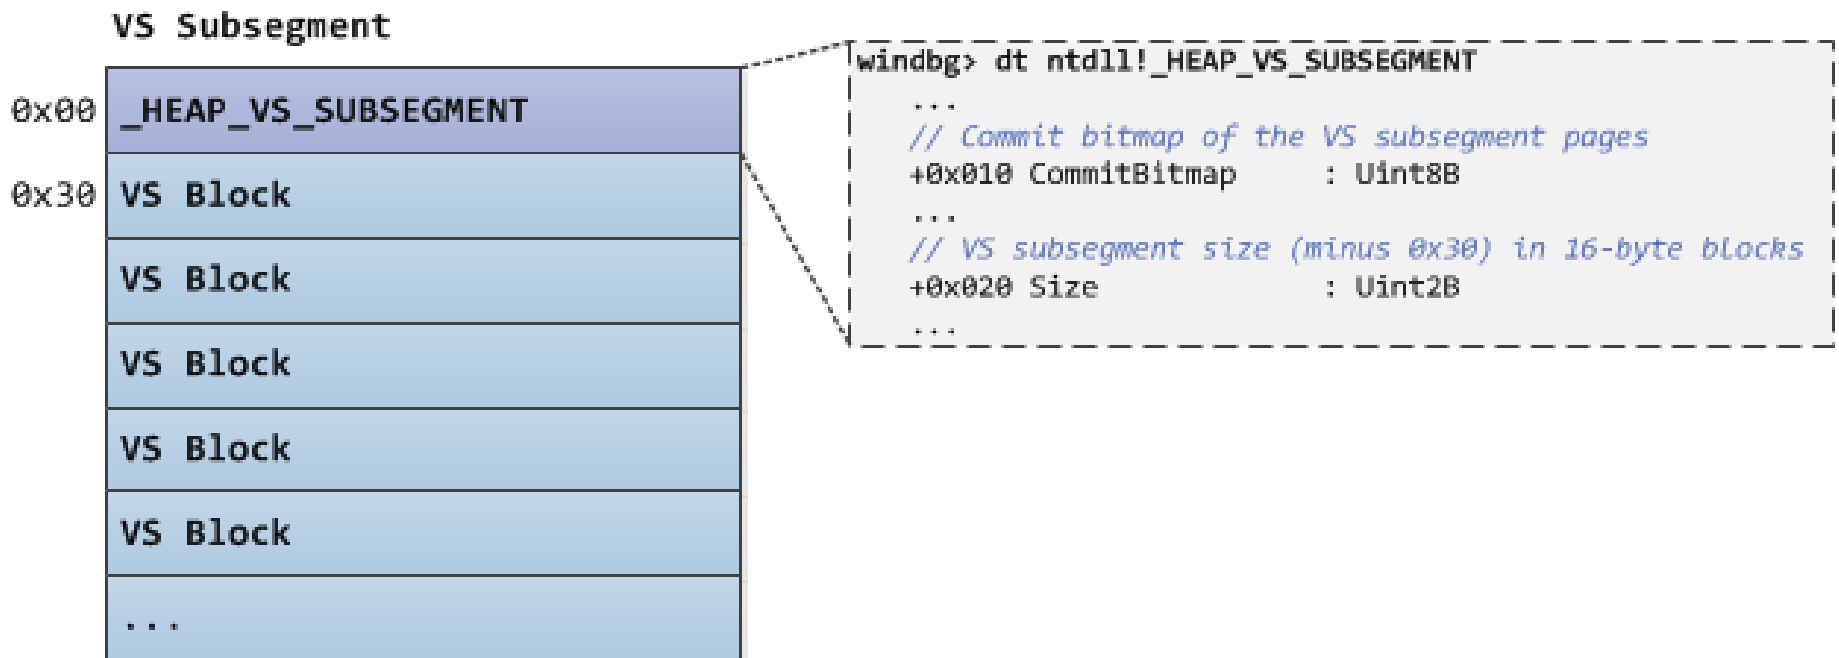 VS Subsegment
0x00 _HEAP_VS_SUBSEGMENT
0x30 VS Block
VS Block
VS Block
VS Block
VS Block
...
windbg> dt ntdll!_HEAP_VS_SUBSEGMENT
...
// Commit bitmap of the VS subsegment pages
+0x010 CommitBitmap : Uint8B
...
// VS subsegment size (minus 0x30) in 16-byte blocks
+0x020 Size : Uint2B
...